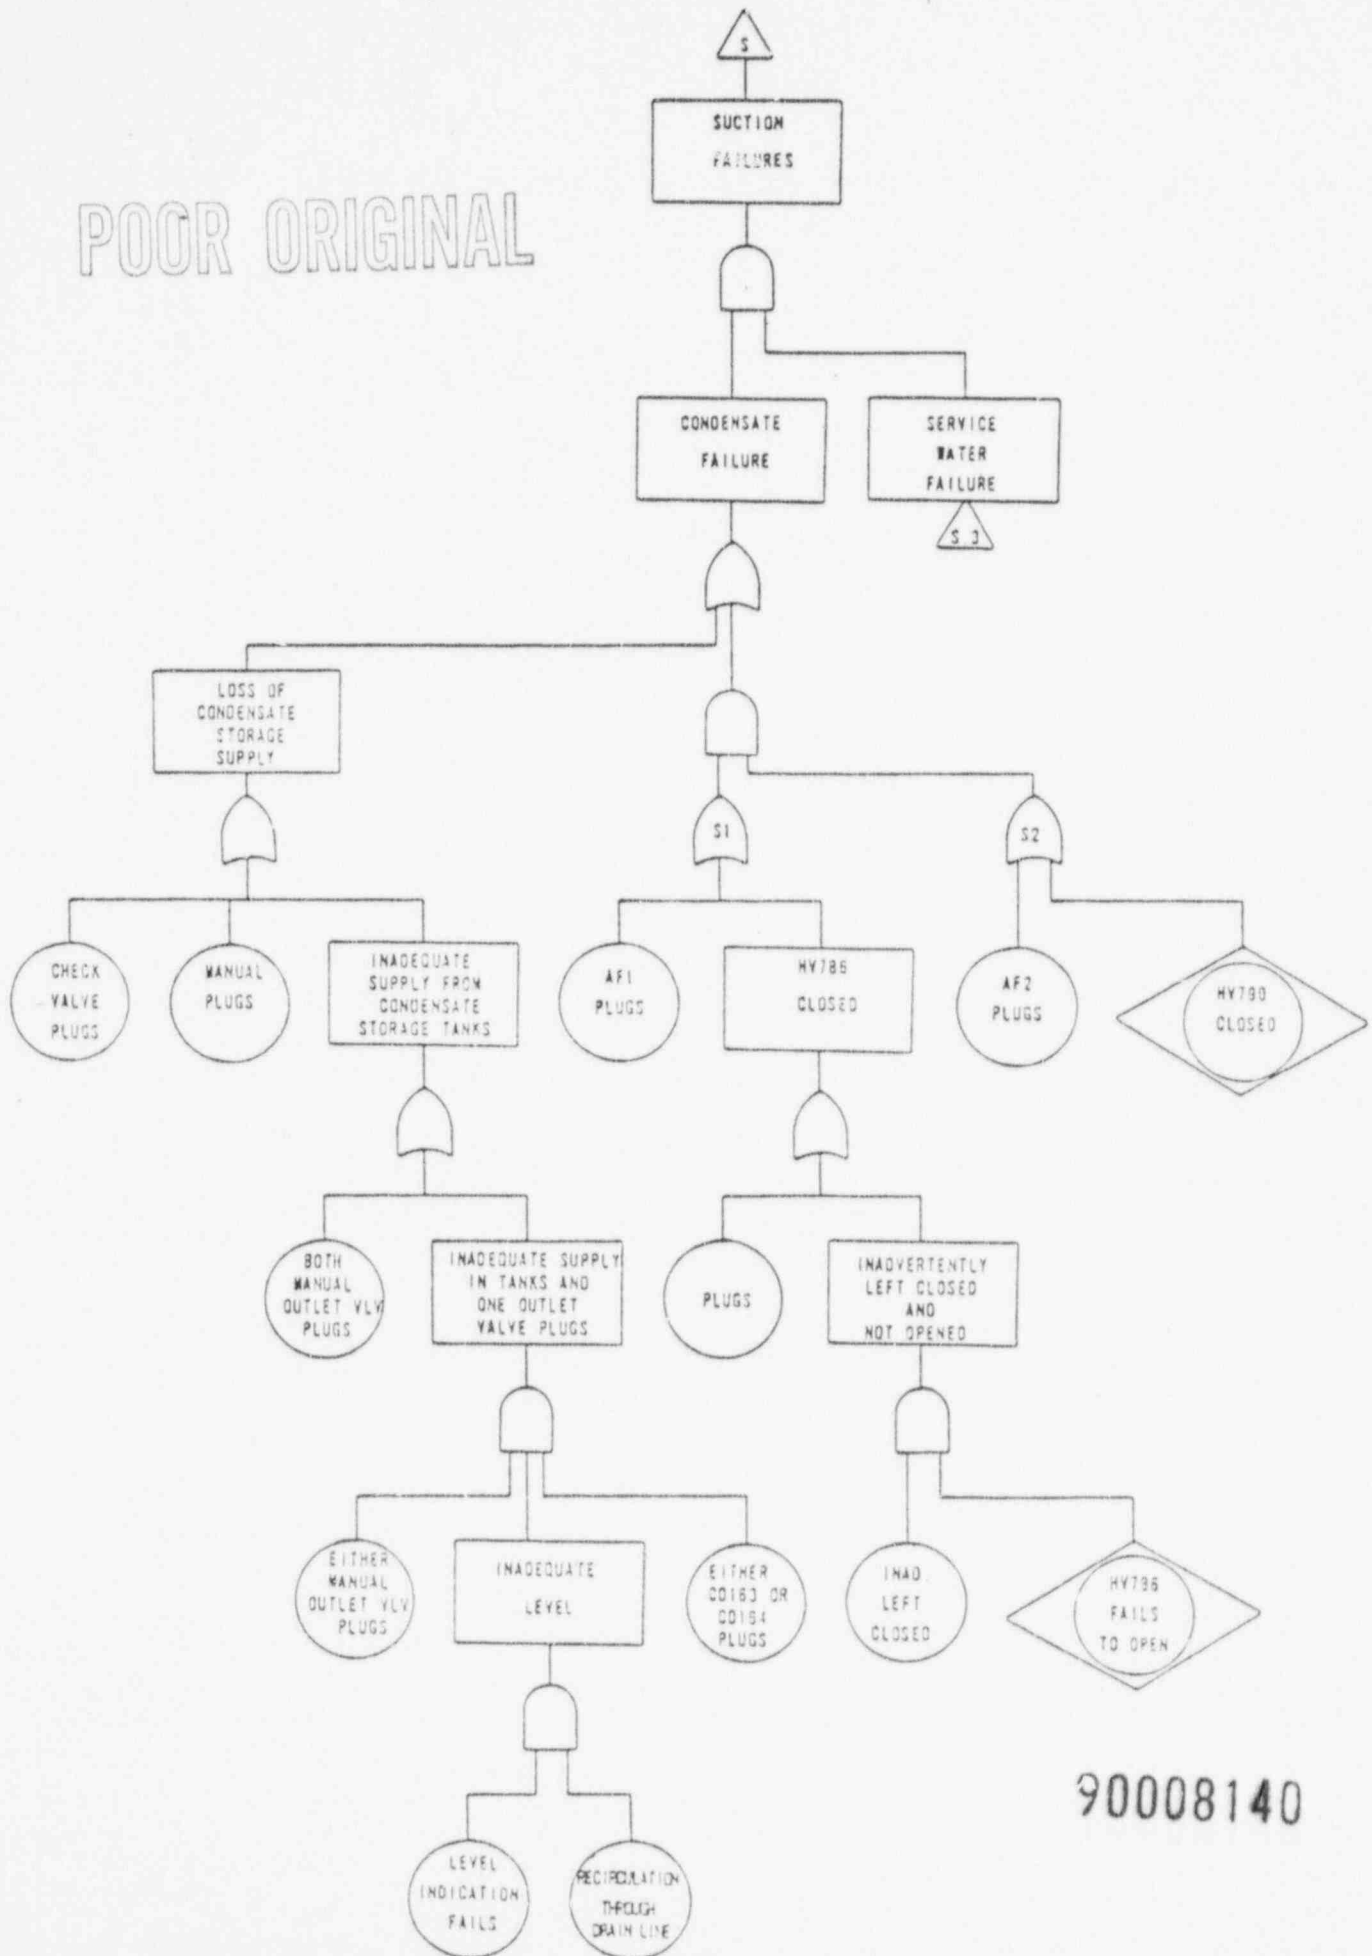 S
SUCTION
FAILURES
POOR ORIGINAL
CONDENSATE
FAILURE
SERVICE
WATER
FAILURE
S 3
LOSS OF
CONDENSATE
STORAGE
SUPPLY
S1
S2
CHECK
VALVE
PLUGS
MANUAL
PLUGS
INADEQUATE
SUPPLY FROM
CONDENSATE
STORAGE TANKS
AF1
PLUGS
HV786
CLOSED
AF2
PLUGS
HV790
CLOSED
BOTH
MANUAL
OUTLET VLV
PLUGS
INADEQUATE SUPPLY
IN TANKS AND
ONE OUTLET
VALVE PLUGS
PLUGS
INADVERTENTLY
LEFT CLOSED
AND
NOT OPENED
EITHER
MANUAL
OUTLET VLV
PLUGS
INADEQUATE
LEVEL
EITHER
CD163 OR
CD164
PLUGS
INAD.
LEFT
CLOSED
HV786
FAILS
TO OPEN
LEVEL
INDICATION
FAILS
RECIRCULATION
THROUGH
DRAIN LINE
90008140